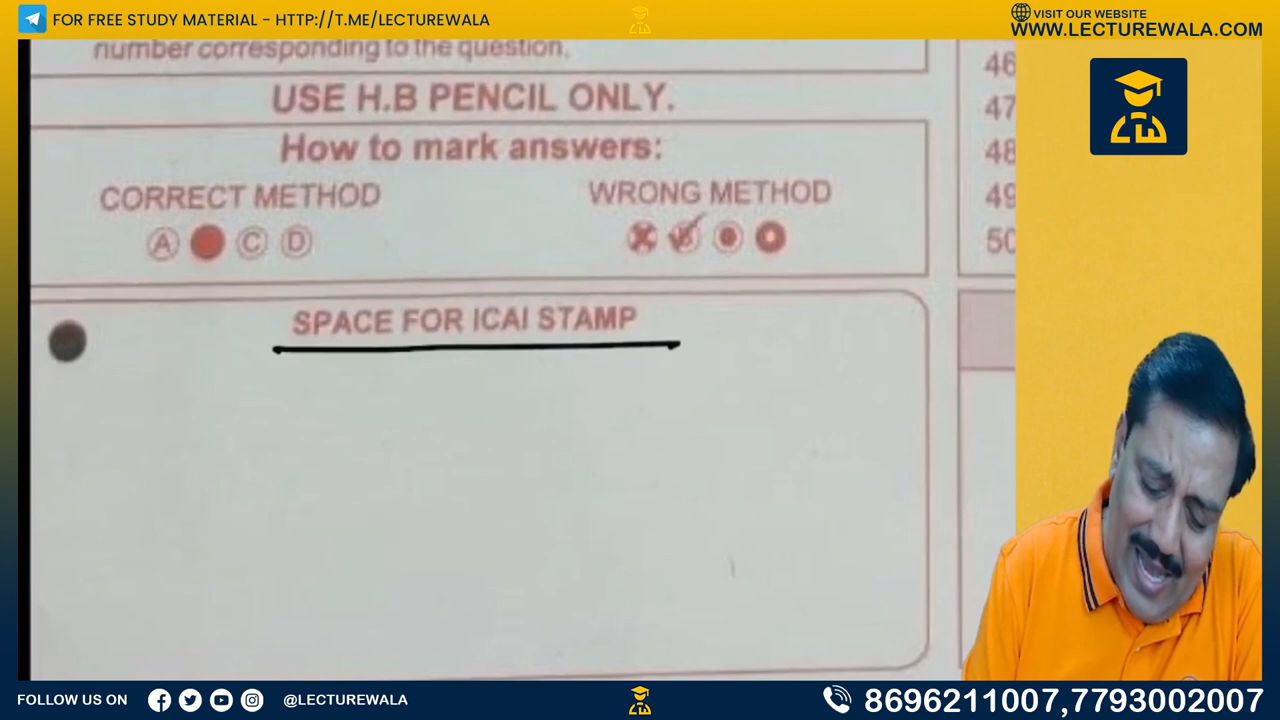 FOR FREE STUDY MATERIAL - HTTP://T.ME/LECTUREWALA
VISIT OUR WEBSITE
WWW.LECTUREWALA.COM
number corresponding to the question.
USE H.B PENCIL ONLY.
How to mark answers:
CORRECT METHOD
WRONG METHOD
A C D
B
46
47
48
49
50
SPACE FOR ICAI STAMP
FOLLOW US ON
@LECTUREWALA
8696211007,7793002007